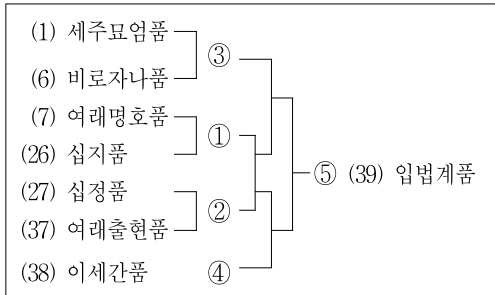 (1) 세주묘엄품
③
(6) 비로자나품
(7) 여래명호품
①
(26) 십지품
⑤ (39) 입법계품
(27) 십정품
②
(37) 여래출현품
(38) 이세간품 ④